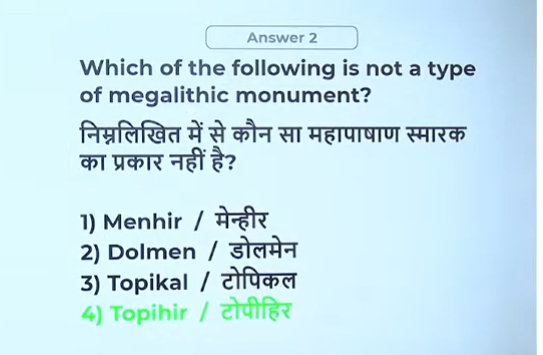 Answer 2
Which of the following is not a type
of megalithic monument?
निम्नलिखित में से कौन सा महापाषाण स्मारक
का प्रकार नहीं है?
1) Menhir / मेन्हीर
2) Dolmen / डोलमेन
3) Topikal / टोपिकल
4) Topihir / टोपीहिर